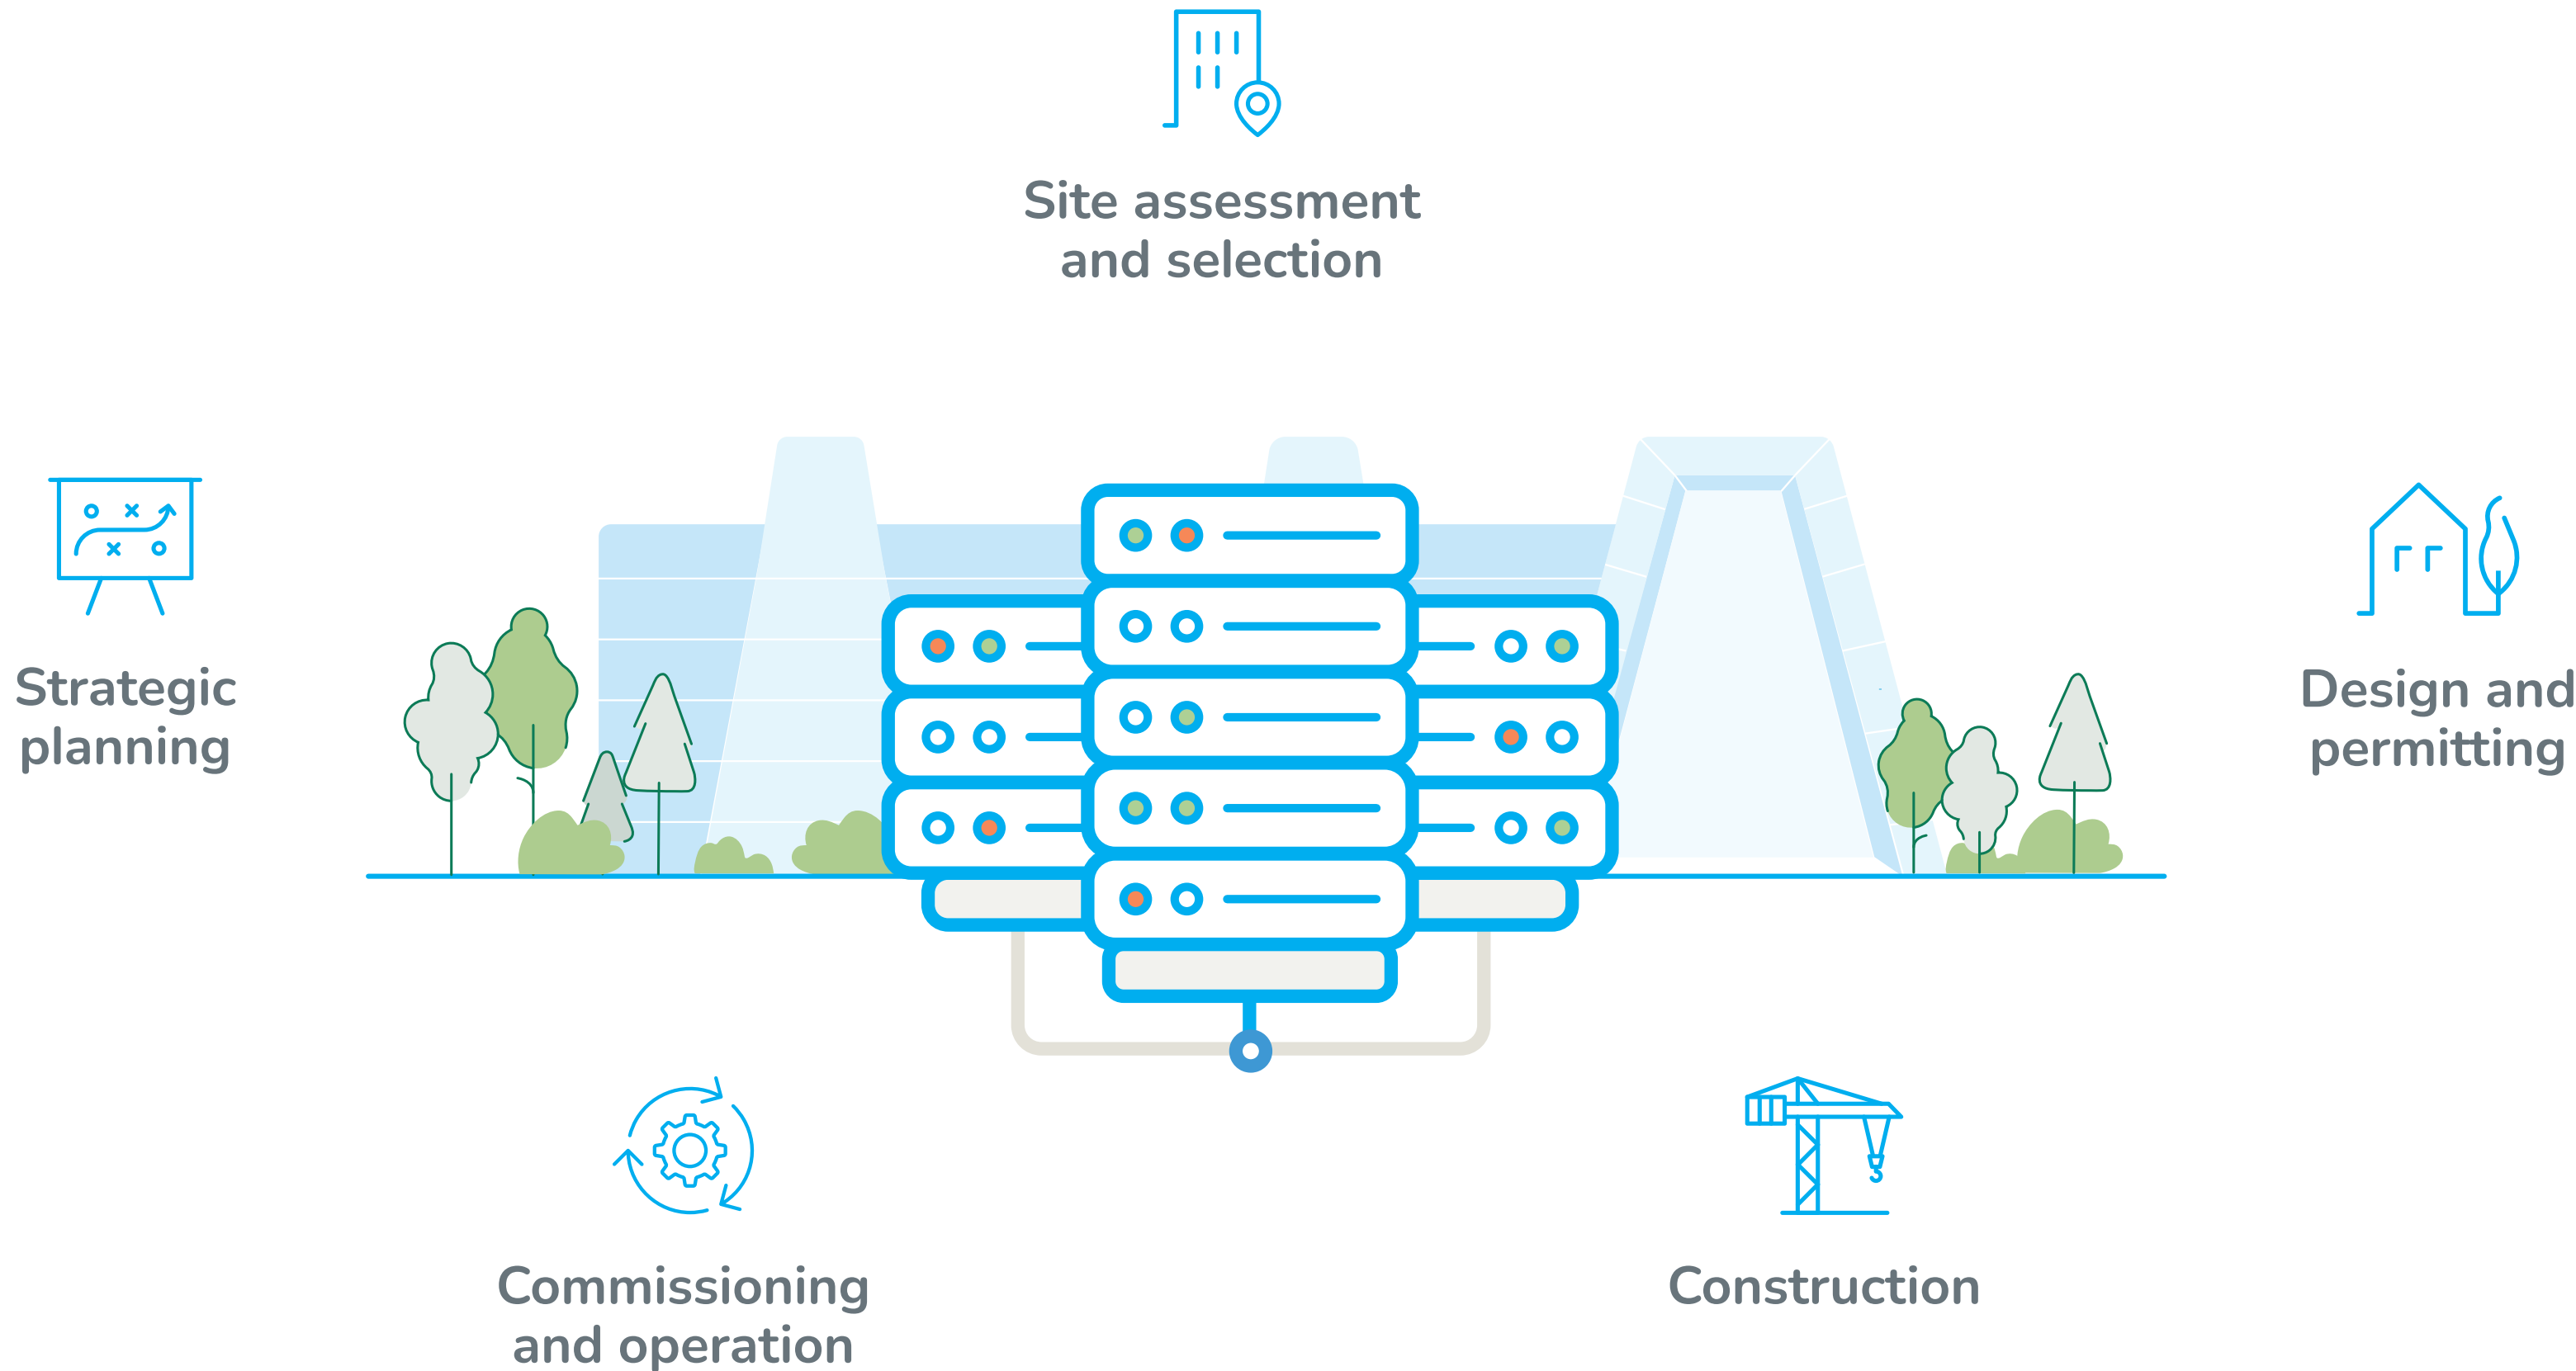 Site assessment
and selection
Strategic
planning
Design and
permitting
Commissioning
and operation
Construction